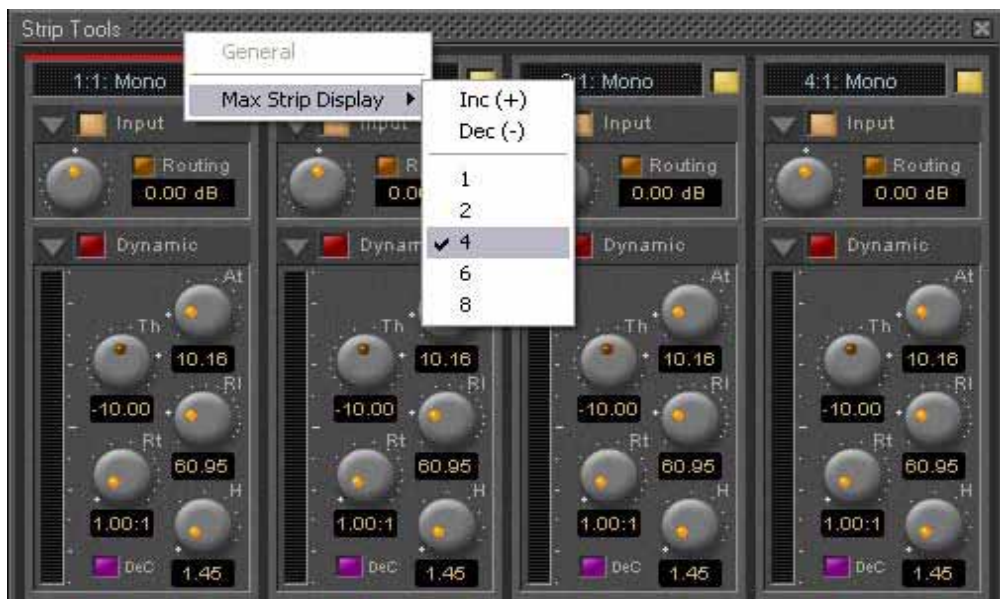 Strip Tools
General
1:1: Mono
1: Mono
4:1: Mono
Max Strip Display
Inc (+)
Dec (-)
1
2
4
6
8
Input
Input
Input
Input
Routing
R
Routing
Routing
0.00 dB
0.0
0.00 dB
0.00 dB
Dynamic
Dynam
Dynamic
Dynamic
At
At
At
Th
Th
Th
Th
10.16
10.16
10.16
10.16
Rl
Rl
Rl
Rl
-10.00
-10.00
-10.00
-10.00
Rt
Rt
Rt
Rt
60.95
60.95
60.95
60.95
H
H
H
H
1.00:1
1.00:1
1.00:1
1.00:1
DeC
DeC
DeC
DeC
1.45
1.45
1.45
1.45